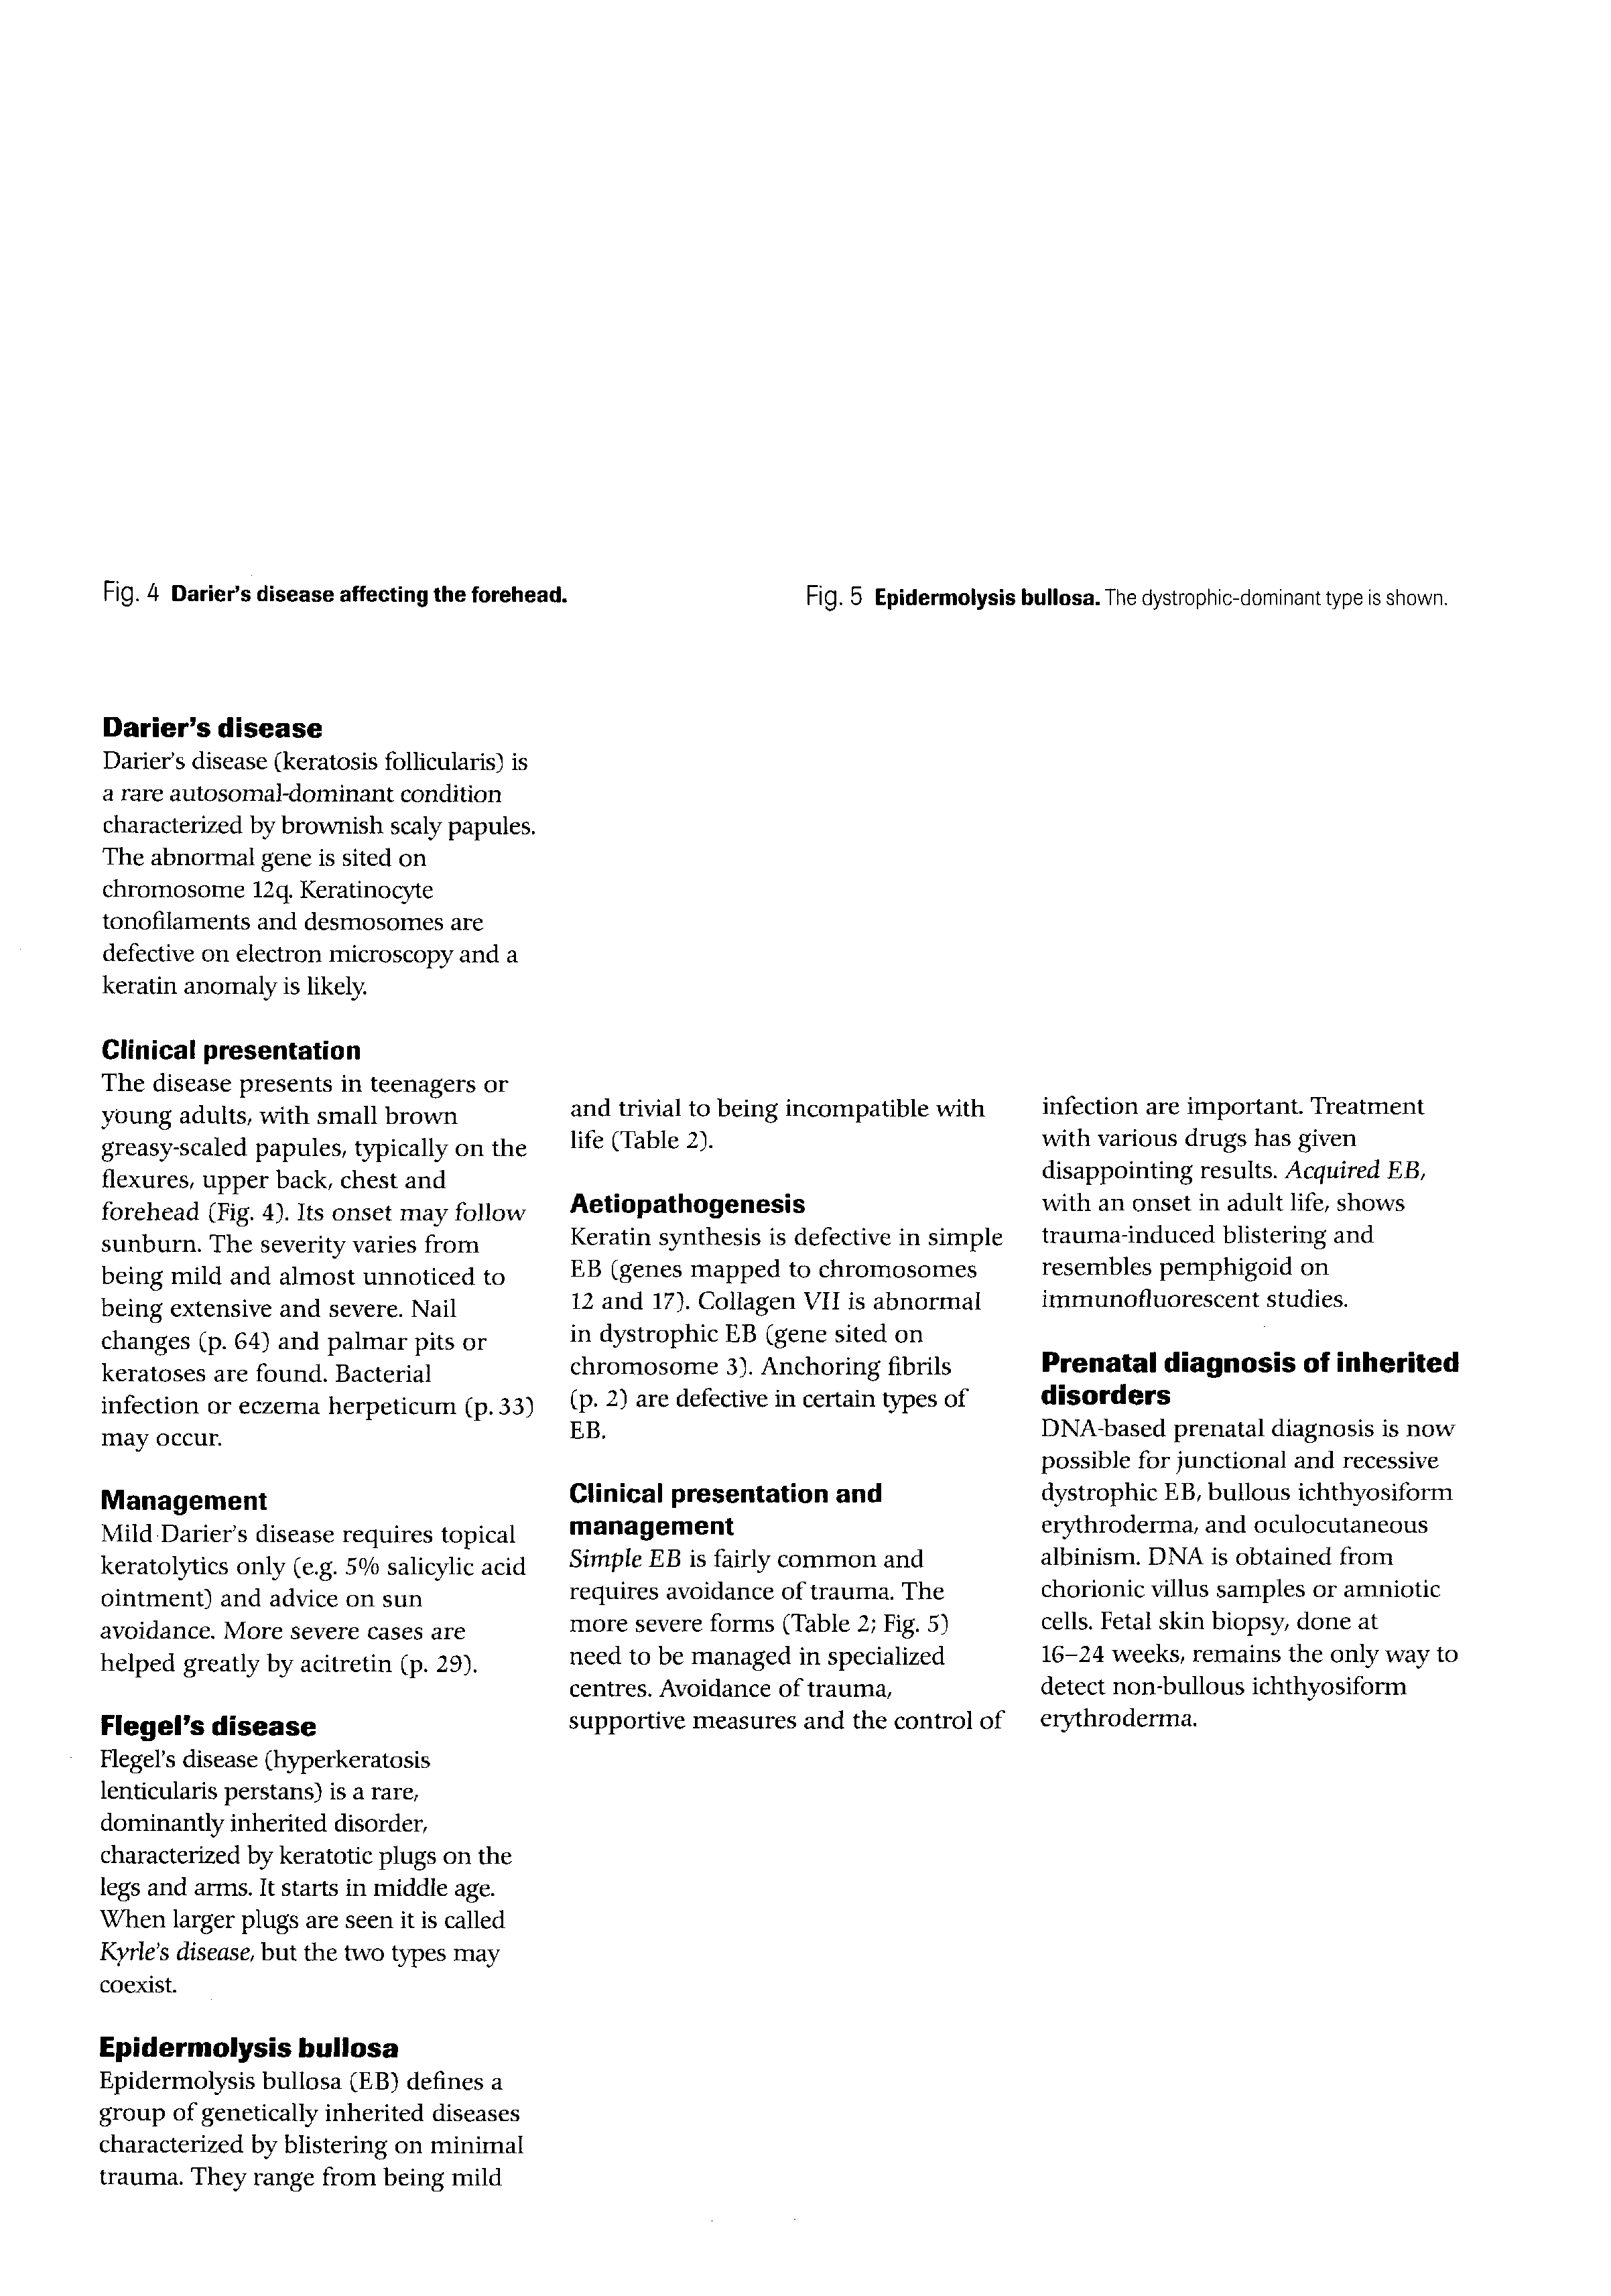 Fig. 4 Darier's disease affecting the forehead.
Fig. 5 Epidermolysis bullosa. The dystrophic-dominant type is shown.
Darier's disease
Darier's disease (keratosis follicularis) is
a rare autosomal-dominant condition
characterized by brownish scaly papules.
The abnormal gene is sited on
chromosome 12q. Keratinocyte
tonofilaments and desmosomes are
defective on electron microscopy and a
keratin anomaly is likely.
Clinical presentation
The disease presents in teenagers or
young adults, with small brown
greasy-scaled papules, typically on the
flexures, upper back, chest and
forehead (Fig. 4). Its onset may follow
sunburn. The severity varies from
being mild and almost unnoticed to
being extensive and severe. Nail
changes (p. 64) and palmar pits or
keratoses are found. Bacterial
infection or eczema herpeticum (p. 33)
may occur.
Management
Mild Darier's disease requires topical
keratolytics only (e.g. 5% salicylic acid
ointment) and advice on sun
avoidance. More severe cases are
helped greatly by acitretin (p. 29).
Flegel's disease
Flegel's disease (hyperkeratosis
lenticularis perstans) is a rare,
dominantly inherited disorder,
characterized by keratotic plugs on the
legs and arms. It starts in middle age.
When larger plugs are seen it is called
Kyrle's disease, but the two types may
coexist.
Epidermolysis bullosa
Epidermolysis bullosa (EB) defines a
group of genetically inherited diseases
characterized by blistering on minimal
trauma. They range from being mild
and trivial to being incompatible with
life (Table 2).
Aetiopathogenesis
Keratin synthesis is defective in simple
EB (genes mapped to chromosomes
12 and 17). Collagen VII is abnormal
in dystrophic EB (gene sited on
chromosome 3). Anchoring fibrils
(p. 2) are defective in certain types of
EB.
Clinical presentation and
management
Simple EB is fairly common and
requires avoidance of trauma. The
more severe forms (Table 2; Fig. 5)
need to be managed in specialized
centres. Avoidance of trauma,
supportive measures and the control of
infection are important. Treatment
with various drugs has given
disappointing results. Acquired EB,
with an onset in adult life, shows
trauma-induced blistering and
resembles pemphigoid on
immunofluorescent studies.
Prenatal diagnosis of inherited
disorders
DNA-based prenatal diagnosis is now
possible for junctional and recessive
dystrophic EB, bullous ichthyosiform
erythroderma, and oculocutaneous
albinism. DNA is obtained from
chorionic villus samples or amniotic
cells. Fetal skin biopsy, done at
16–24 weeks, remains the only way to
detect non-bullous ichthyosiform
erythroderma.